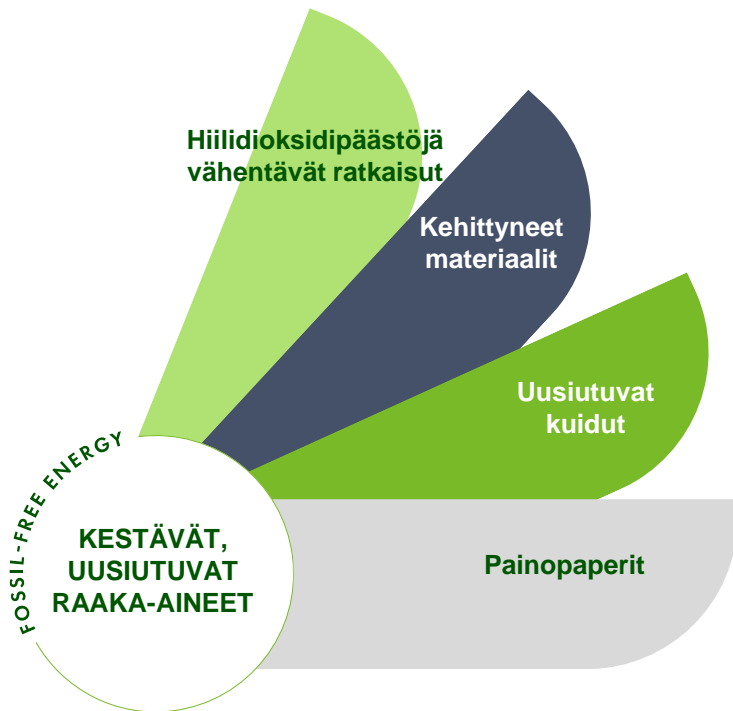 Hiilidioksidipäästöjä
vähentävät ratkaisut
Kehittyneet
materiaalit
Uusiutuvat
kuidut
FOSSIL-FREE ENERGY
KESTÄVÄT,
UUSIUTUVAT
RAAKA-AINEET
Painopaperit